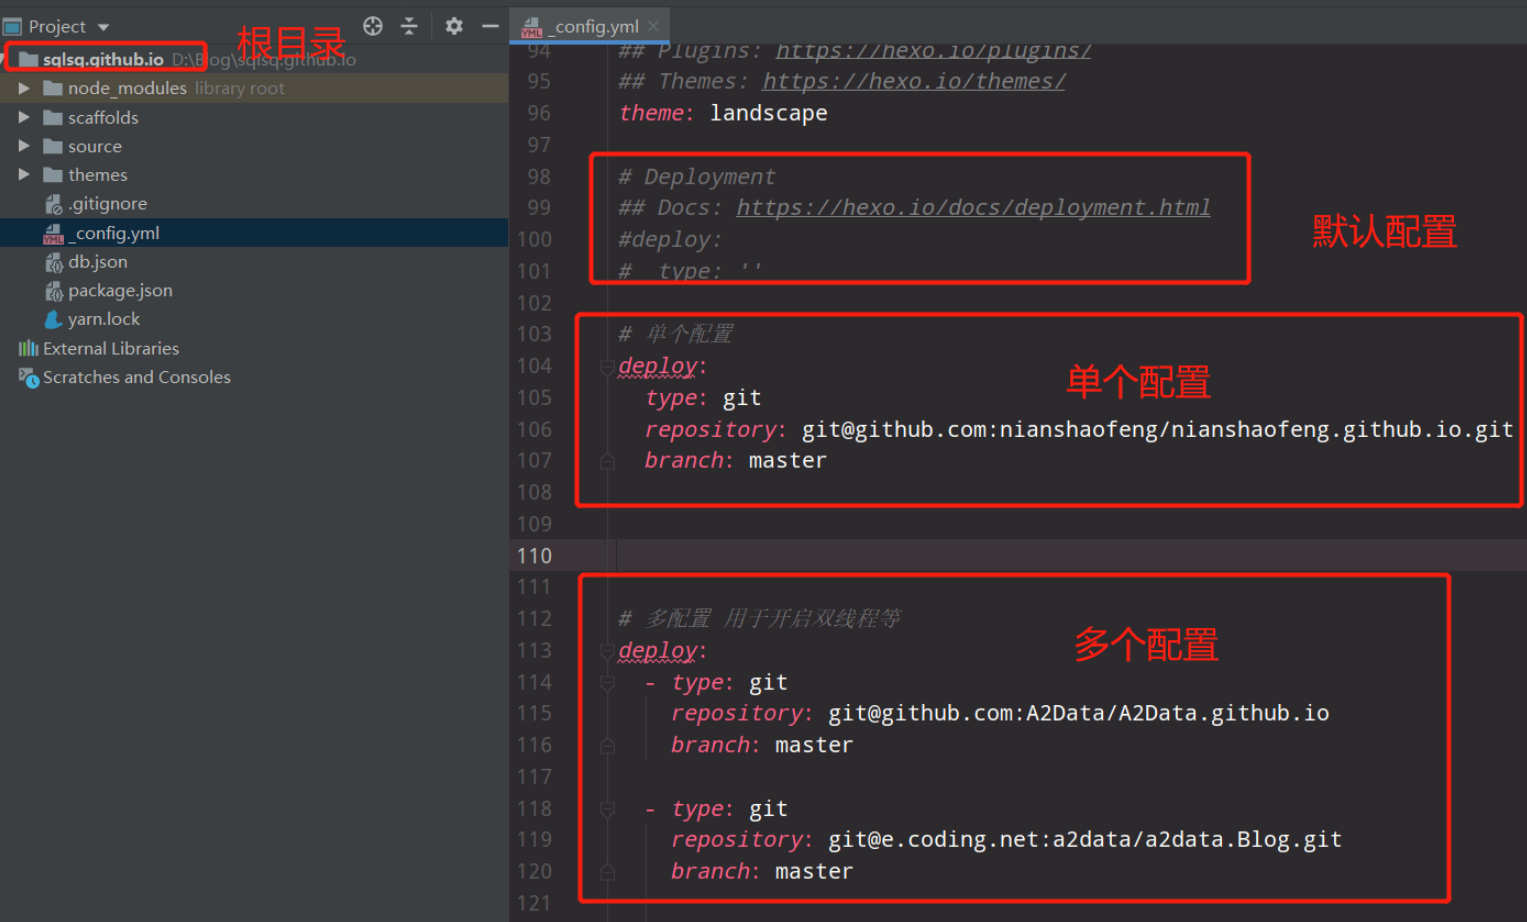 Project
_config.yml
根目录
sqlsq.github.io D:\Blog\sqlsq.github.io
node_modules library root
scaffolds
source
themes
.gitignore
_config.yml
db.json
package.json
yarn.lock
External Libraries
Scratches and Consoles
94 ## Plugins: https://hexo.io/plugins/
95 ## Themes: https://hexo.io/themes/
96 theme: landscape
97
98 # Deployment
99 ## Docs: https://hexo.io/docs/deployment.html
默认配置
100 #deploy:
101 #  type: ''
102
103 # 单个配置
104 deploy:
单个配置
105   type: git
106   repository: git@github.com:nianshaofeng/nianshaofeng.github.io.git
107   branch: master
108
109
110
111
112 # 多配置 用于开启双线程等
113 deploy:
多个配置
114   - type: git
115     repository: git@github.com:A2Data/A2Data.github.io
116     branch: master
117
118   - type: git
119     repository: git@e.coding.net:a2data/a2data.Blog.git
120     branch: master
121